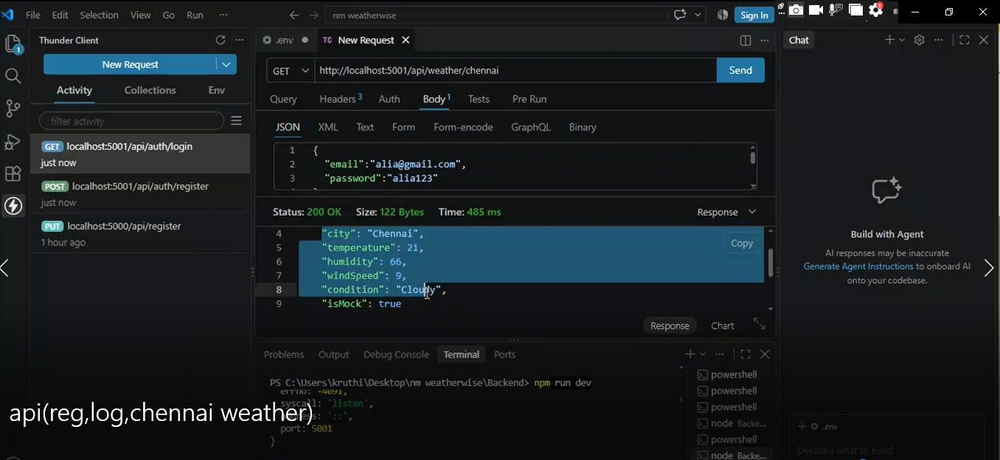 File Edit Selection View Go Run ··· nm weatherwise Sign In
5
1
Thunder Client
New Request
Activity Collections Env
filter activity
GET localhost:5001/api/auth/login
just now
POST localhost:5001/api/auth/register
just now
PUT localhost:5000/api/register
1 hour ago
.env
TC New Request
GET http://localhost:5001/api/weather/chennai Send
Query Headers 3 Auth Body 1 Tests Pre Run
JSON XML Text Form Form-encode GraphQL Binary
1 {
2 "email":"alia@gmail.com",
3 "password":"alia123"
Status: 200 OK Size: 122 Bytes Time: 485 ms Response
Copy
4 "city": "Chennai",
5 "temperature": 21,
6 "humidity": 66,
7 "windSpeed": 9,
8 "condition": "Cloudy",
9 "isMock": true
Response Chart
Problems Output Debug Console Terminal Ports
PS C:\Users\kruthi\Desktop\nm weatherwise\Backend> npm run dev
errno: -4091,
syscall: 'listen',
address: '::',
port: 5001
}
powershell
powershell
powershell
node Backe...
powershell
node Backe...
Chat
Build with Agent
AI responses may be inaccurate
Generate Agent Instructions to onboard AI
onto your codebase.
.env
Describe what to build
api(reg,log,chennai weather)